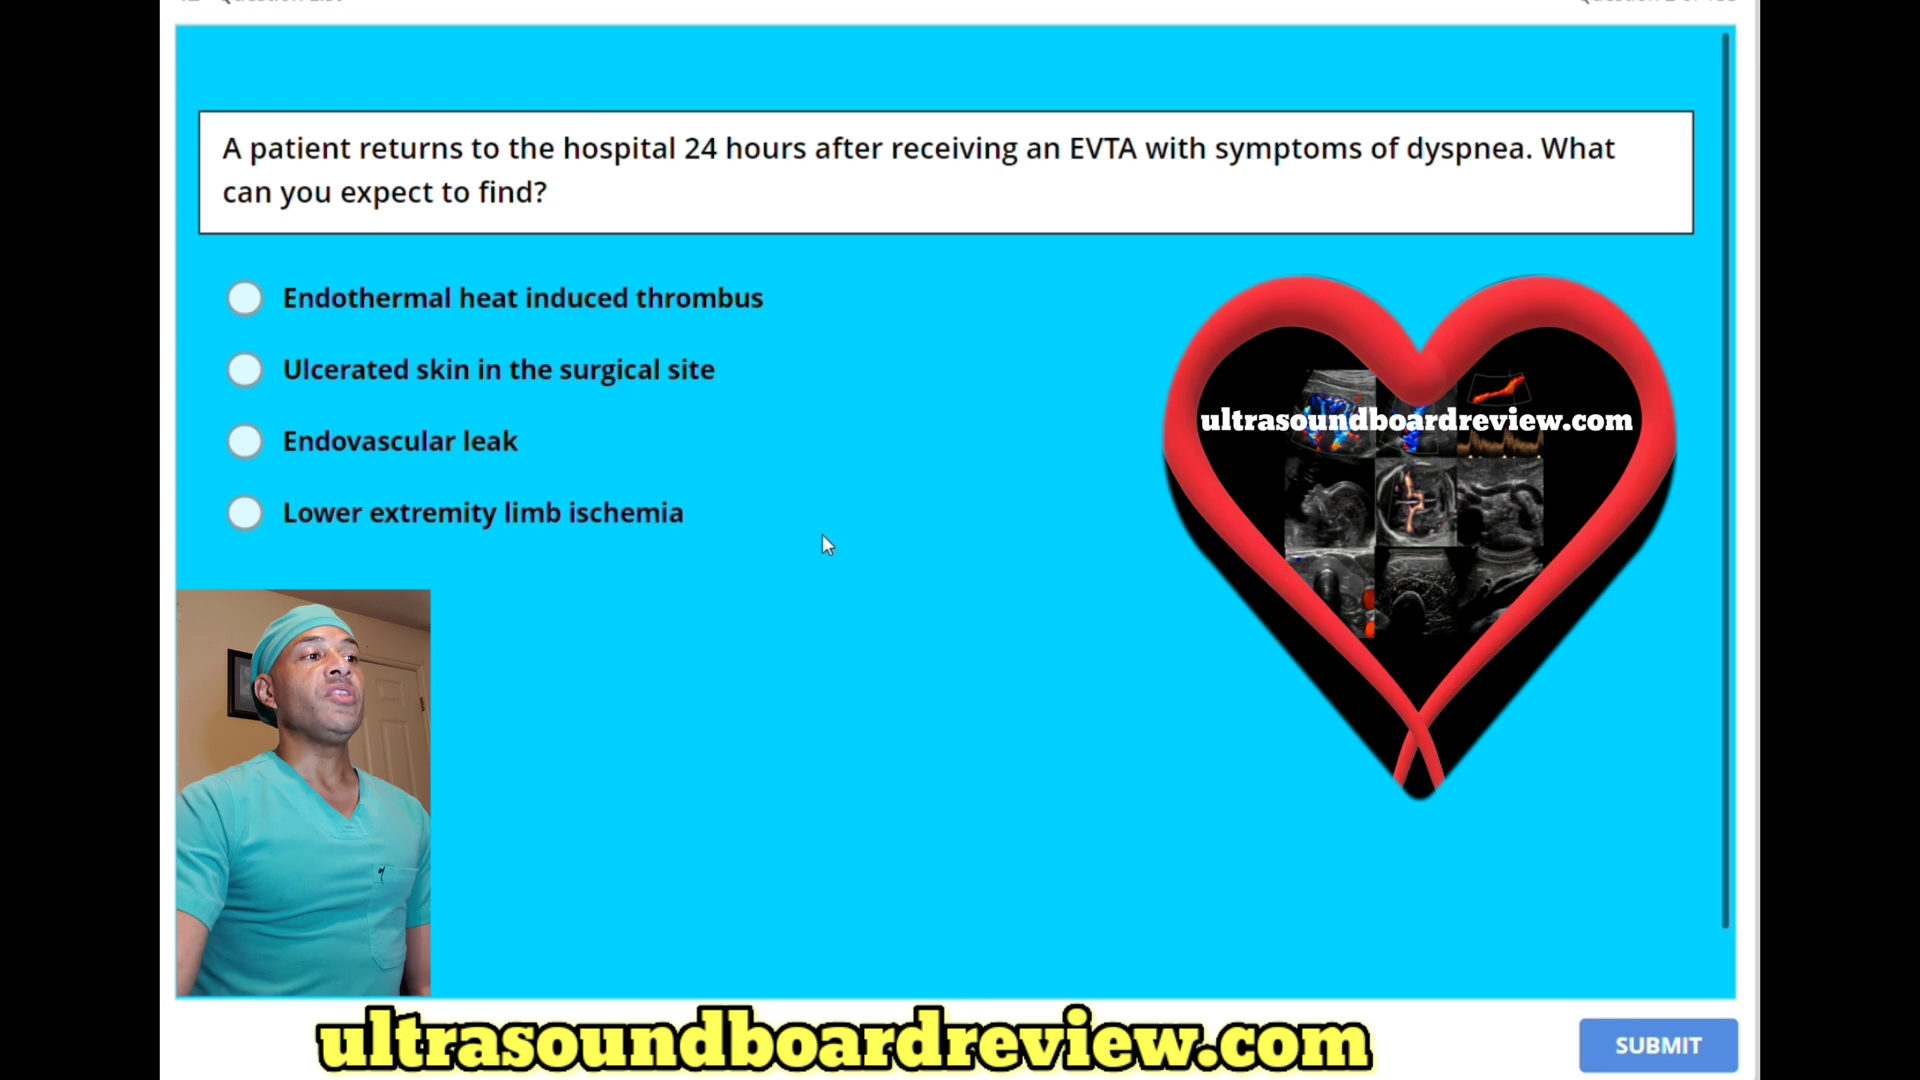 A patient returns to the hospital 24 hours after receiving an EVTA with symptoms of dyspnea. What
can you expect to find?
Endothermal heat induced thrombus
Ulcerated skin in the surgical site
Endovascular leak
Lower extremity limb ischemia
ultrasoundboardreview.com
ultrasoundboardreview.com
SUBMIT